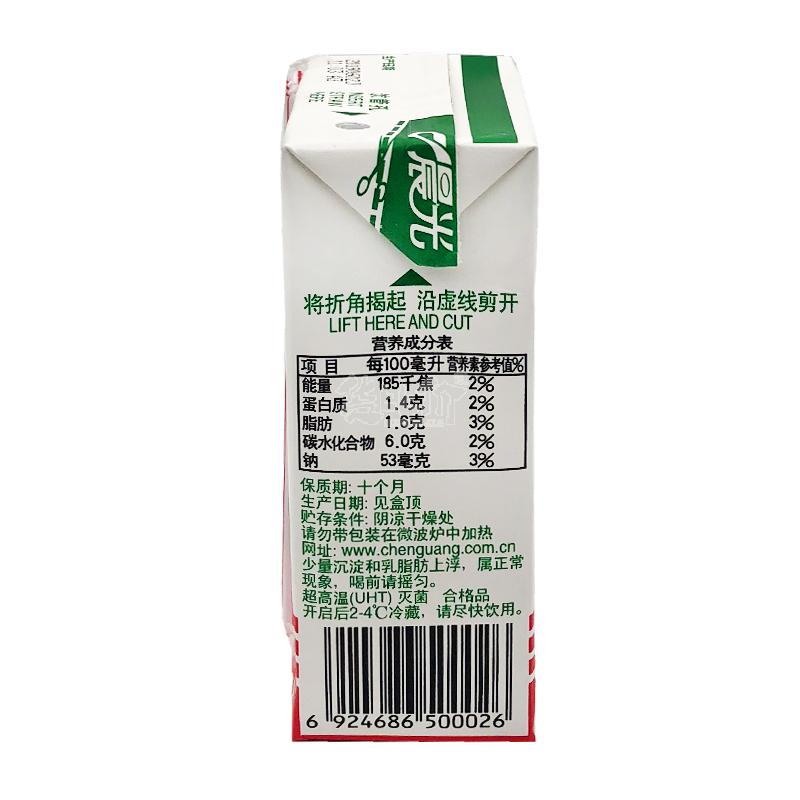 生产日期
INSERT
STRAW
HERE
晨光
将折角揭起 沿虚线剪开
LIFT HERE AND CUT
营养成分表
项 目 每100毫升 营养素参考值%
能量 185千焦 2%
蛋白质 1.4克 2%
脂肪 1.6克 3%
碳水化合物 6.0克 2%
钠 53毫克 3%
保质期: 十个月
生产日期: 见盒顶
贮存条件: 阴凉干燥处
请勿带包装在微波炉中加热
网址: www.chenguang.com.cn
少量沉淀和乳脂肪上浮，属正常
现象，喝前请摇匀。
超高温(UHT) 灭菌 合格品
开启后2-4℃冷藏，请尽快饮用。
6 924686 500026